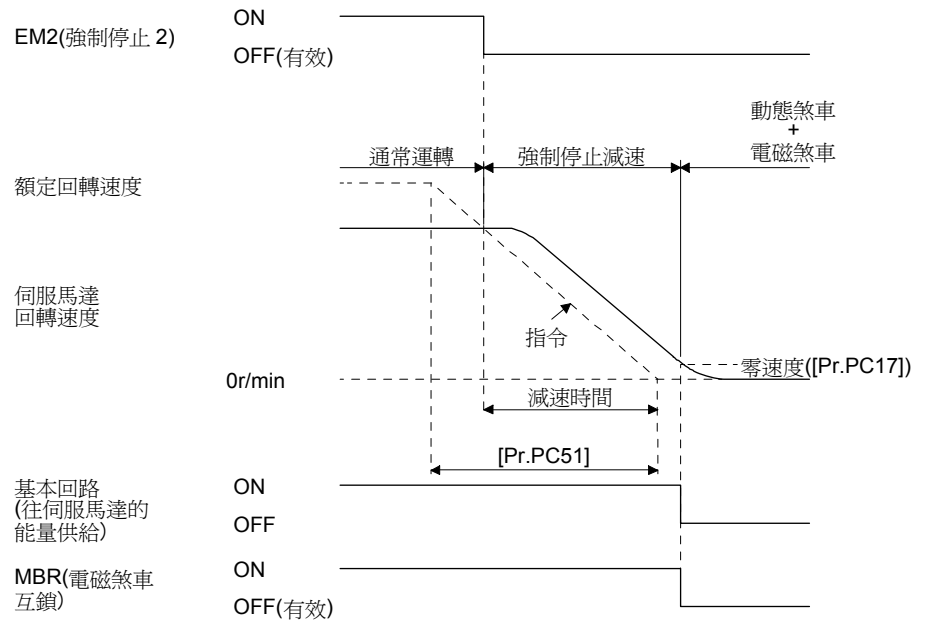 EM2(強制停止 2)
ON
OFF(有效)
動態煞車
+
電磁煞車
通常運轉
強制停止減速
額定回轉速度
伺服馬達
回轉速度
指令
零速度([Pr.PC17])
0r/min
減速時間
[Pr.PC51]
基本回路
(往伺服馬達的
能量供給)
ON
OFF
MBR(電磁煞車
互鎖)
ON
OFF(有效)